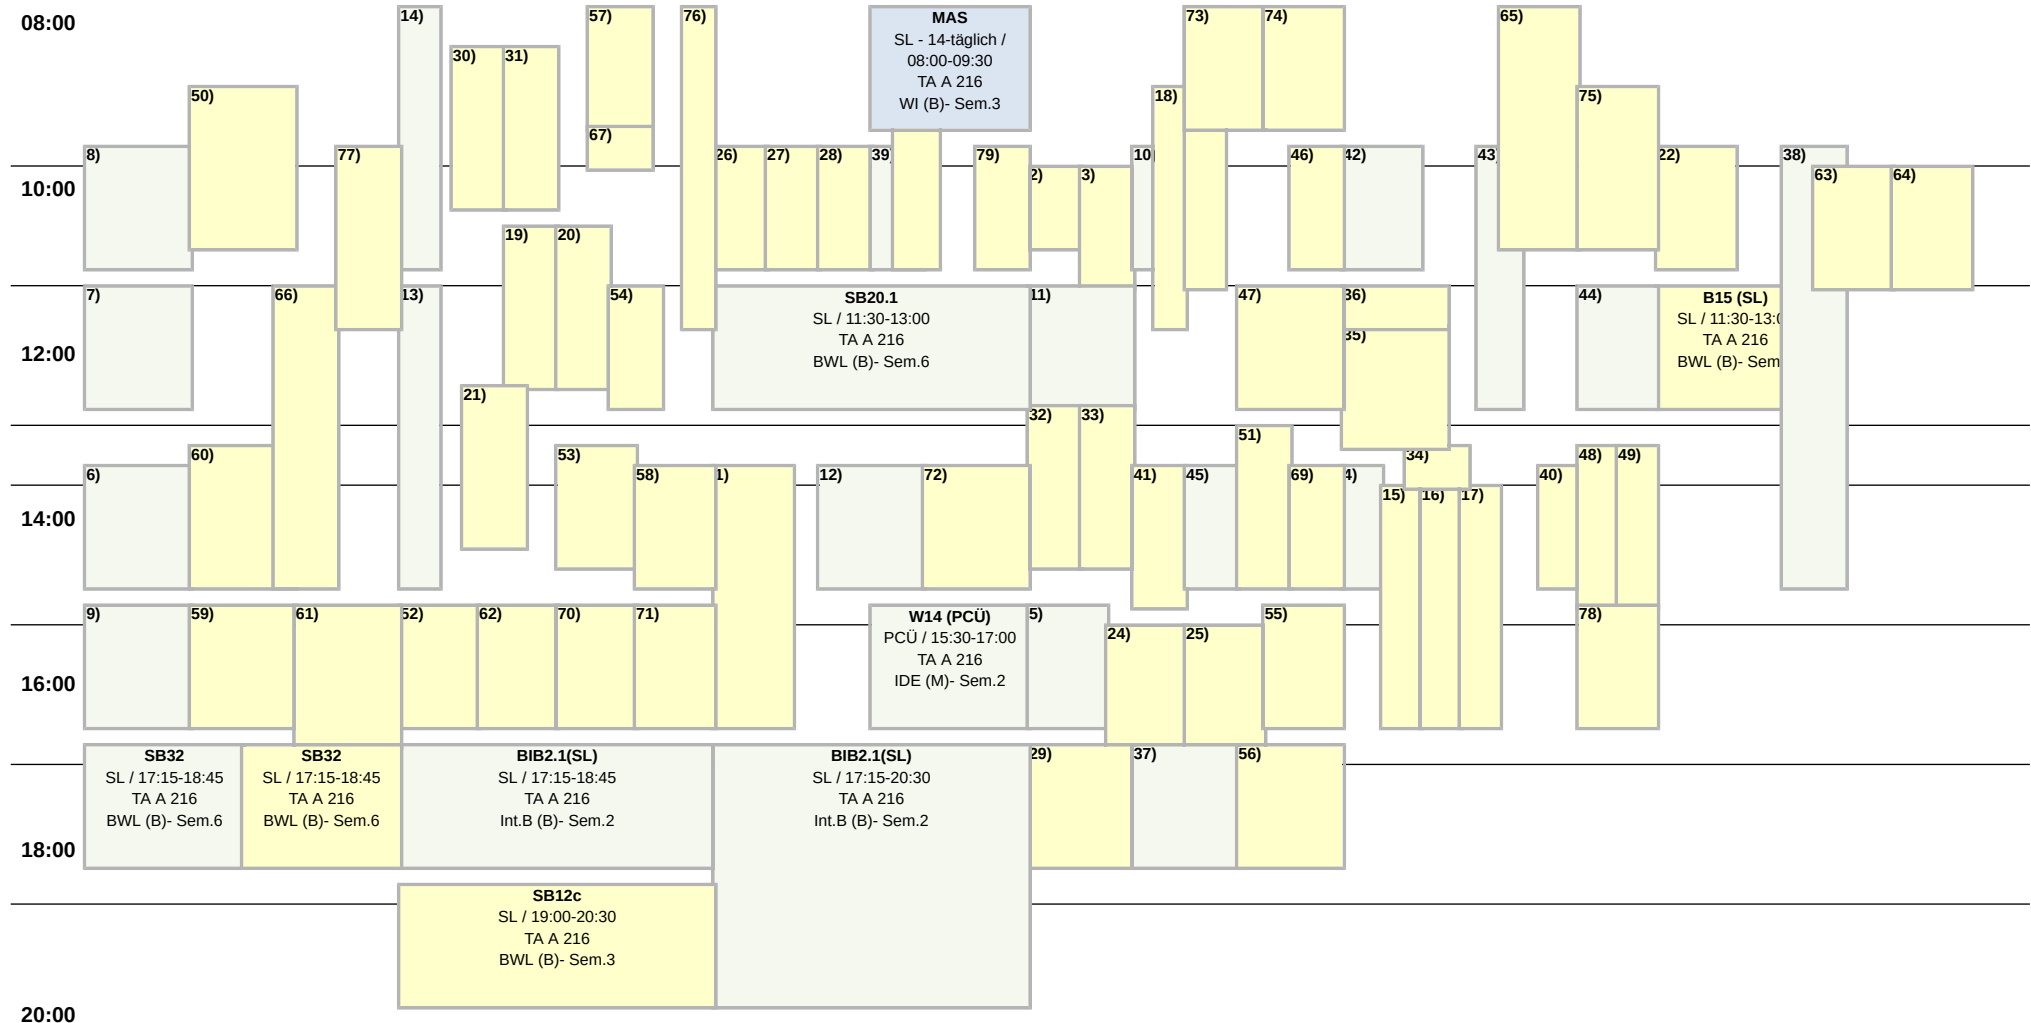 08:00
14)
57)
76)
MAS
SL - 14-täglich /
08:00-09:30
TA A 216
WI (B)- Sem.3
73)
74)
65)
30)
31)
50)
18)
75)
67)
8)
77)
26)
27)
28)
39)
79)
10)
46)
42)
43)
22)
38)
2)
3)
63)
64)
10:00
19)
20)
7)
66)
13)
54)
SB20.1
SL / 11:30-13:00
TA A 216
BWL (B)- Sem.6
11)
47)
36)
44)
B15 (SL)
SL / 11:30-13:0
TA A 216
BWL (B)- Sem
35)
12:00
21)
32)
33)
51)
60)
53)
34)
48)
49)
6)
58)
1)
12)
72)
41)
45)
69)
4)
40)
15)
16)
17)
14:00
9)
59)
61)
52)
62)
70)
71)
W14 (PCÜ)
PCÜ / 15:30-17:00
TA A 216
IDE (M)- Sem.2
5)
55)
78)
24)
25)
16:00
SB32
SL / 17:15-18:45
TA A 216
BWL (B)- Sem.6
SB32
SL / 17:15-18:45
TA A 216
BWL (B)- Sem.6
BIB2.1(SL)
SL / 17:15-18:45
TA A 216
Int.B (B)- Sem.2
BIB2.1(SL)
SL / 17:15-20:30
TA A 216
Int.B (B)- Sem.2
29)
37)
56)
18:00
SB12c
SL / 19:00-20:30
TA A 216
BWL (B)- Sem.3
20:00